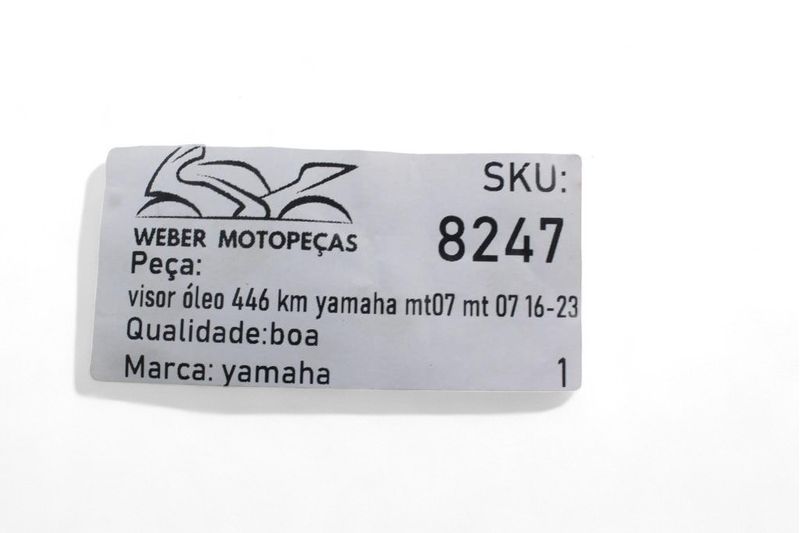 WEBER MOTOPEÇAS
SKU:
8247
Peça:
visor óleo 446 km yamaha mt07 mt 07 16-23
Qualidade:boa
Marca: yamaha
1